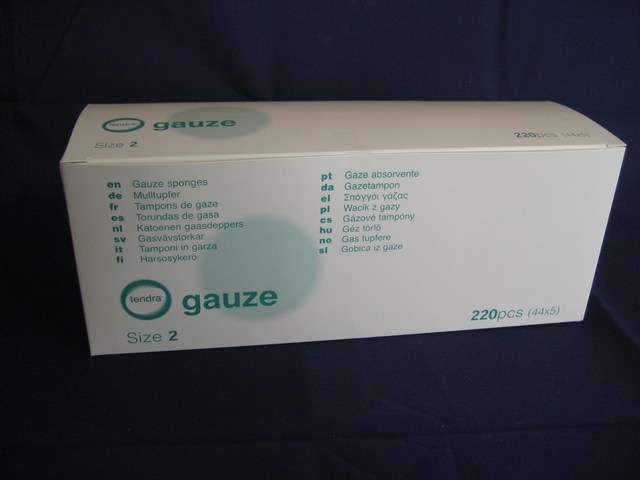 tendra
gauze
220pcs (44x5)
Size 2
en Gauze sponges
de Mulltupfer
fr Tampons de gaze
es Torundas de gasa
nl Katoenen gaasdeppers
sv Gasvävstorkar
it Tamponi in garza
fi Harsosykerö
pt Gaze absorvente
da Gazetampon
el Σπόγγοι γάζας
pl Wacik z gazy
cs Gázové tampóny
hu Géz törlő
no Gas tupfere
sl Gobica iz gaze
tendra
gauze
220pcs (44x5)
Size 2